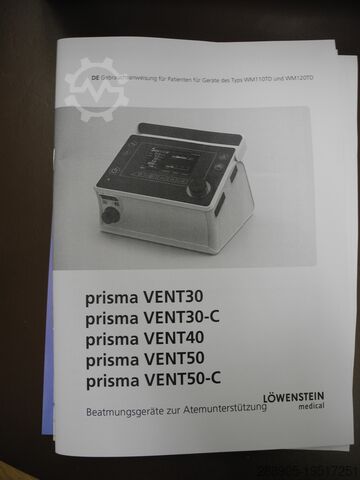 DE Gebrauchsanweisung für Patienten für Geräte des Typs WM110TD und WM120TD
prisma VENT30
prisma VENT30-C
prisma VENT40
prisma VENT50
prisma VENT50-C
Beatmungsgeräte zur Atemunterstützung
LÖWENSTEIN
medical